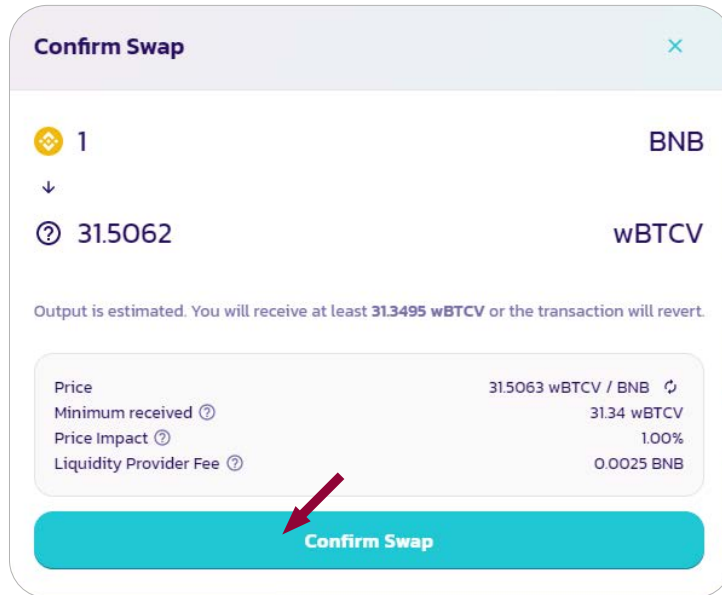 Confirm Swap
1 BNB
31.5062 wBTCV
Output is estimated. You will receive at least 31.3495 wBTCV or the transaction will revert.
Price 31.5063 wBTCV / BNB
Minimum received 31.34 wBTCV
Price Impact 1.00%
Liquidity Provider Fee 0.0025 BNB
Confirm Swap